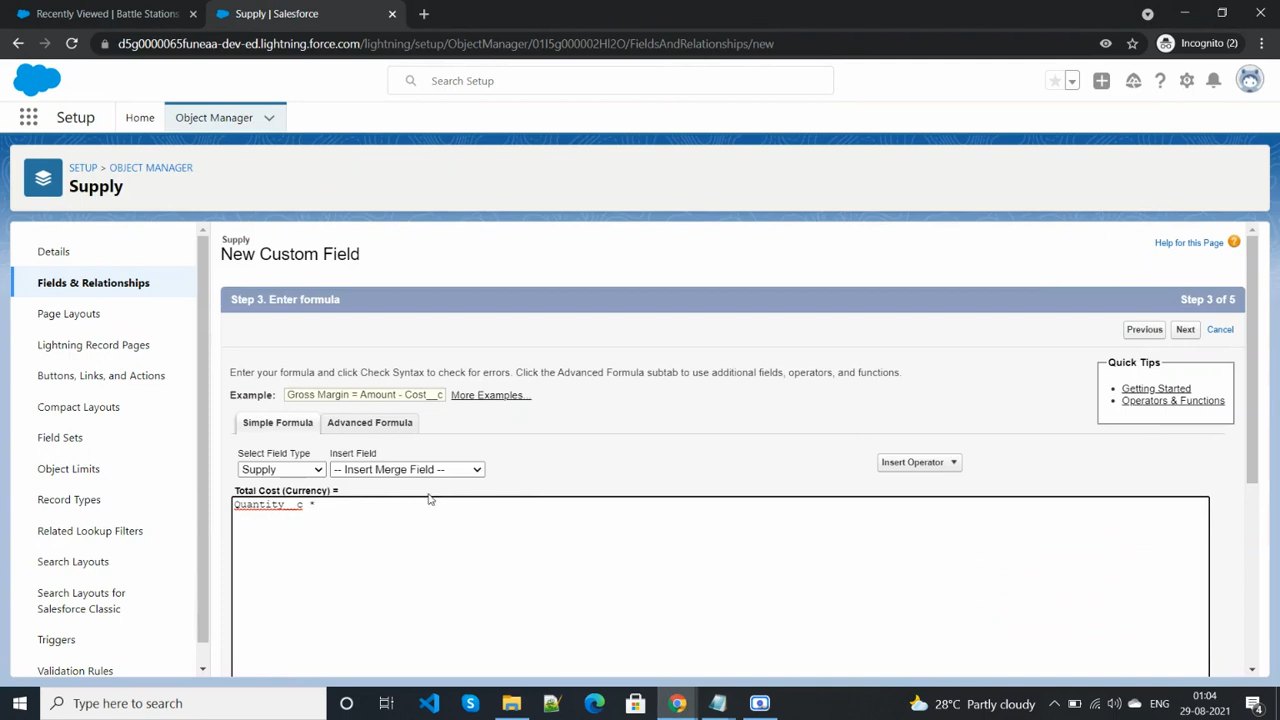 Recently Viewed | Battle Stations
Supply | Salesforce
d5g0000065funeaa-dev-ed.lightning.force.com/lightning/setup/ObjectManager/01I5g000002HI2O/FieldsAndRelationships/new
Incognito (2)
Search Setup
Setup
Home
Object Manager
SETUP > OBJECT MANAGER
Supply
Details
Fields & Relationships
Page Layouts
Lightning Record Pages
Buttons, Links, and Actions
Compact Layouts
Field Sets
Object Limits
Record Types
Related Lookup Filters
Search Layouts
Search Layouts for
Salesforce Classic
Triggers
Validation Rules
Supply
New Custom Field
Help for this Page
Step 3. Enter formula
Step 3 of 5
Previous
Next
Cancel
Enter your formula and click Check Syntax to check for errors. Click the Advanced Formula subtab to use additional fields, operators, and functions.
Quick Tips
Getting Started
Operators & Functions
Example:
Gross Margin = Amount - Cost__c
More Examples...
Simple Formula
Advanced Formula
Select Field Type
Insert Field
Supply
-- Insert Merge Field --
Insert Operator
Total Cost (Currency) =
Quantity__c *
Type here to search
28°C Partly cloudy
ENG
01:04
29-08-2021
4